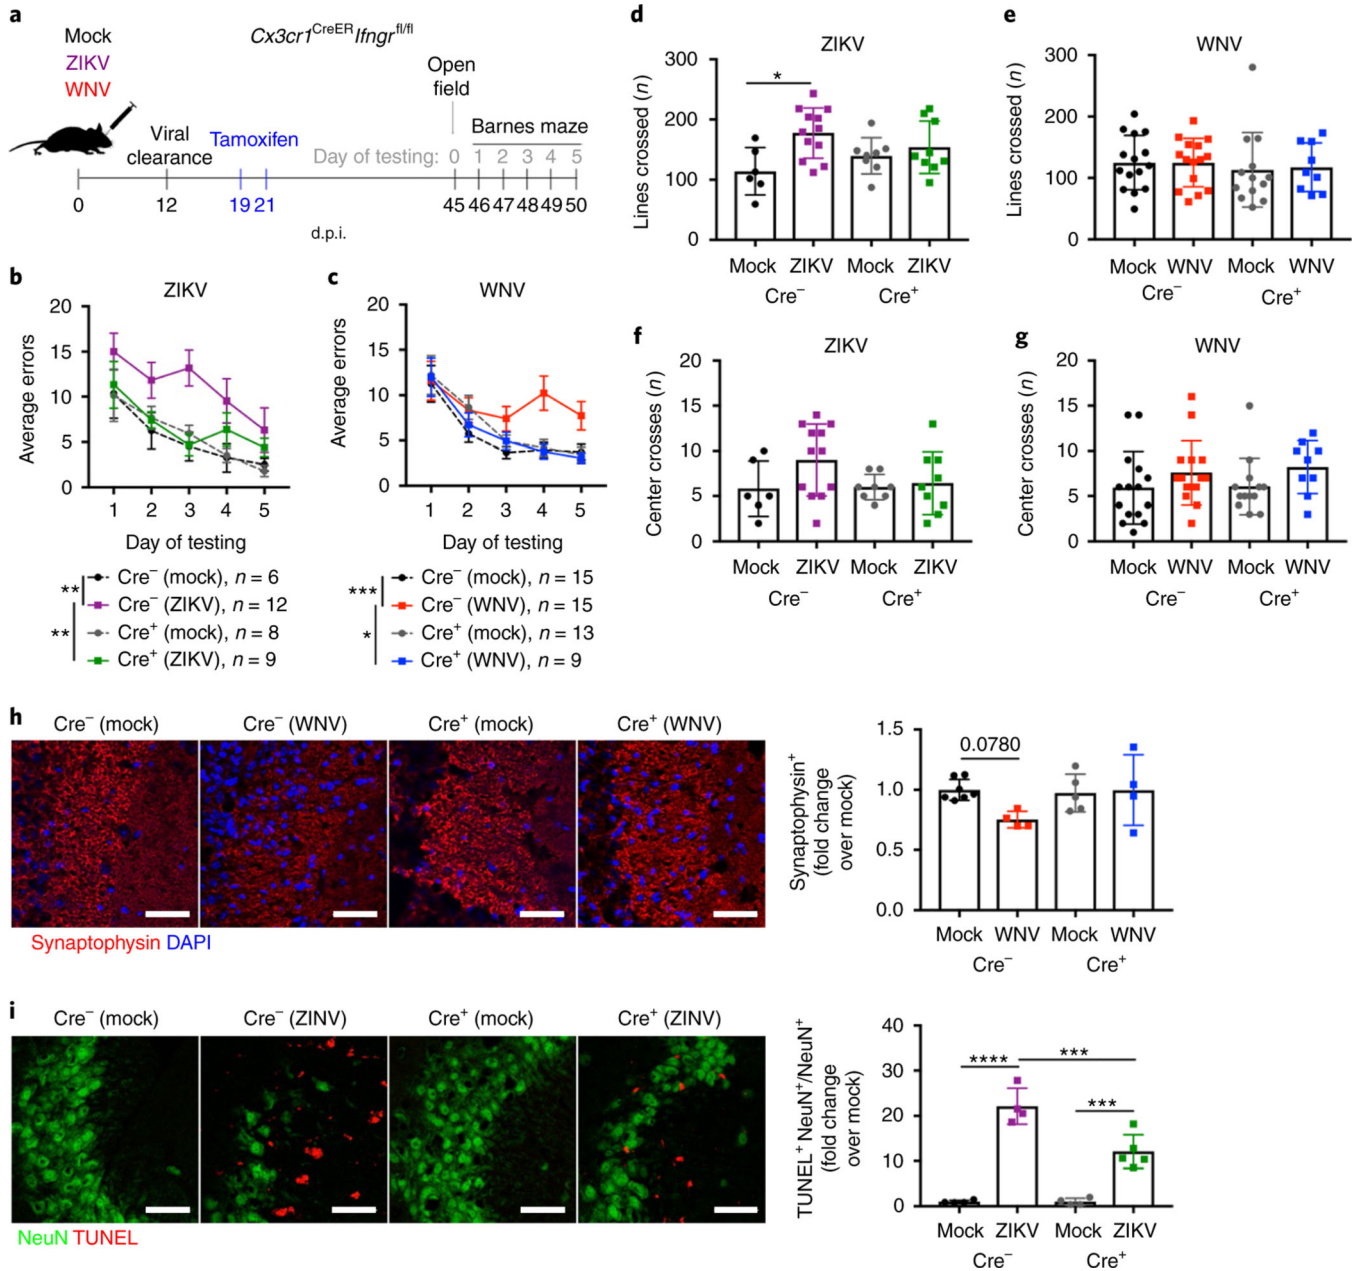 a
Mock
ZIKV
WNV
Cx3cr1^CreER Ifngr^fl/fl
Open
field
Viral
clearance
Tamoxifen
Barnes maze
Day of testing: 0 1 2 3 4 5
0 12 19 21 45 46 47 48 49 50
d.p.i.
b
ZIKV
Average errors
20
15
10
5
0
1 2 3 4 5
Day of testing
** Cre⁻ (mock), n = 6
Cre⁻ (ZIKV), n = 12
** Cre⁺ (mock), n = 8
Cre⁺ (ZIKV), n = 9
c
WNV
Average errors
20
15
10
5
0
1 2 3 4 5
Day of testing
*** Cre⁻ (mock), n = 15
Cre⁻ (WNV), n = 15
* Cre⁺ (mock), n = 13
Cre⁺ (WNV), n = 9
d
ZIKV
Lines crossed (n)
300
200
100
0
*
Mock ZIKV Mock ZIKV
Cre⁻ Cre⁺
e
WNV
Lines crossed (n)
300
200
100
0
Mock WNV Mock WNV
Cre⁻ Cre⁺
f
ZIKV
Center crosses (n)
20
15
10
5
0
Mock ZIKV Mock ZIKV
Cre⁻ Cre⁺
g
WNV
Center crosses (n)
20
15
10
5
0
Mock WNV Mock WNV
Cre⁻ Cre⁺
h
Cre⁻ (mock) Cre⁻ (WNV) Cre⁺ (mock) Cre⁺ (WNV)
Synaptophysin DAPI
Synaptophysin⁺
(fold change
over mock)
1.5
1.0
0.5
0.0
0.0780
Mock WNV Mock WNV
Cre⁻ Cre⁺
i
Cre⁻ (mock) Cre⁻ (ZINV) Cre⁺ (mock) Cre⁺ (ZINV)
NeuN TUNEL
TUNEL⁺ NeuN⁺/NeuN⁺
(fold change
over mock)
40
30
20
10
0
**** ***
***
Mock ZIKV Mock ZIKV
Cre⁻ Cre⁺